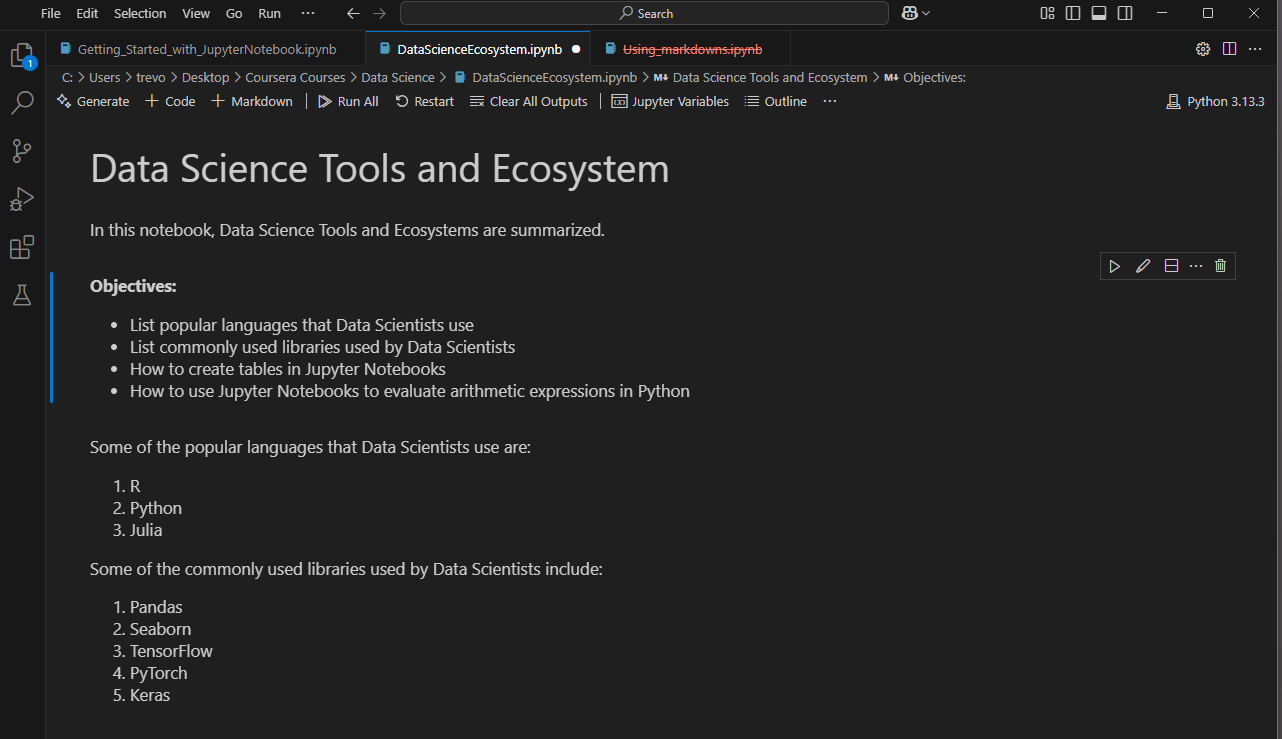 File Edit Selection View Go Run ··· Search
1
Getting_Started_with_JupyterNotebook.ipynb DataScienceEcosystem.ipynb Using_markdowns.ipynb
C: > Users > trevo > Desktop > Coursera Courses > Data Science > DataScienceEcosystem.ipynb > M↓ Data Science Tools and Ecosystem > M↓ Objectives:
Generate + Code + Markdown | Run All Restart Clear All Outputs | Jupyter Variables Outline ··· Python 3.13.3
Data Science Tools and Ecosystem
In this notebook, Data Science Tools and Ecosystems are summarized.
Objectives:
• List popular languages that Data Scientists use
• List commonly used libraries used by Data Scientists
• How to create tables in Jupyter Notebooks
• How to use Jupyter Notebooks to evaluate arithmetic expressions in Python
Some of the popular languages that Data Scientists use are:
1. R
2. Python
3. Julia
Some of the commonly used libraries used by Data Scientists include:
1. Pandas
2. Seaborn
3. TensorFlow
4. PyTorch
5. Keras